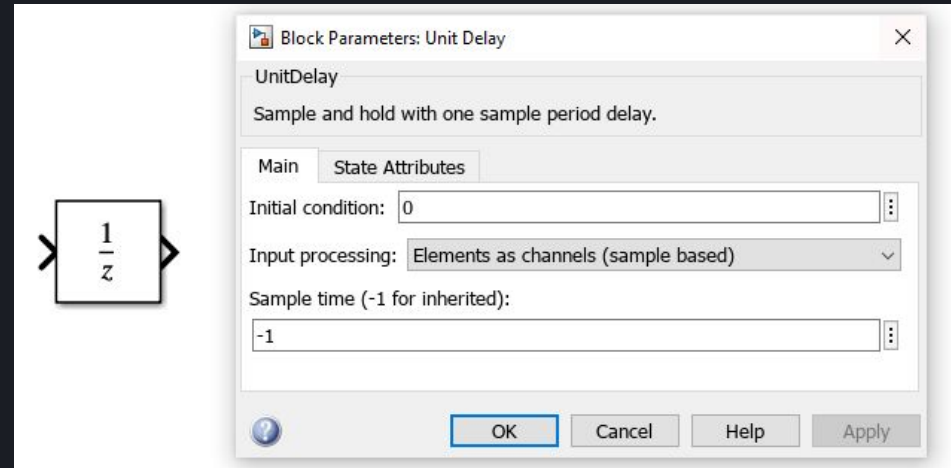 Block Parameters: Unit Delay
UnitDelay
Sample and hold with one sample period delay.
Main State Attributes
Initial condition: 0
Input processing: Elements as channels (sample based)
Sample time (-1 for inherited):
-1
1
z
OK Cancel Help Apply